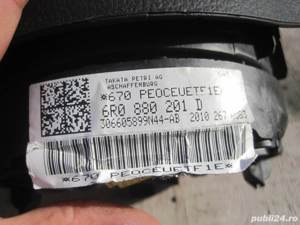 TAKATA PETRI AG
ASCHAFFENBURG
*670 PEOCEUETF1E
6R0 880 201 D
306605899N44-AB 2010 267
*670 PEOCEUETF1E*
© publi24.ro